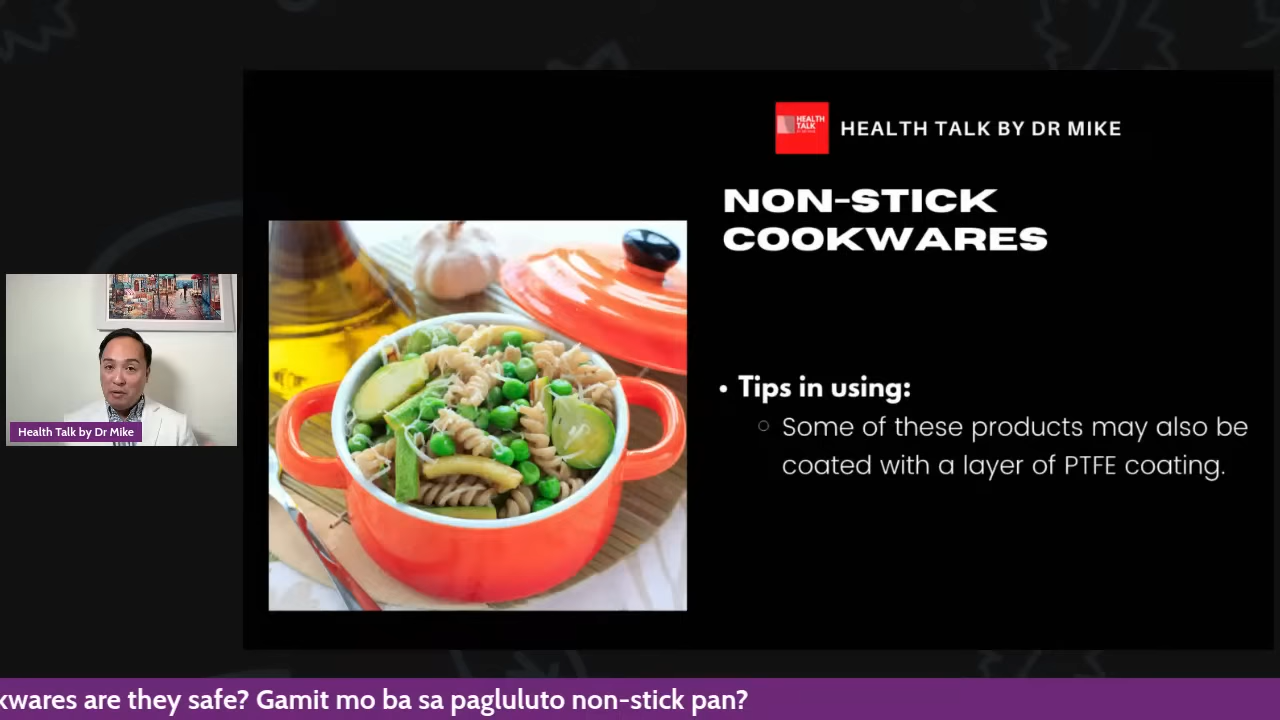 HEALTH
TALK
HEALTH TALK BY DR MIKE
NON-STICK
COOKWARES
• Tips in using:
○ Some of these products may also be
coated with a layer of PTFE coating.
Health Talk by Dr Mike
kwares are they safe? Gamit mo ba sa pagluluto non-stick pan?